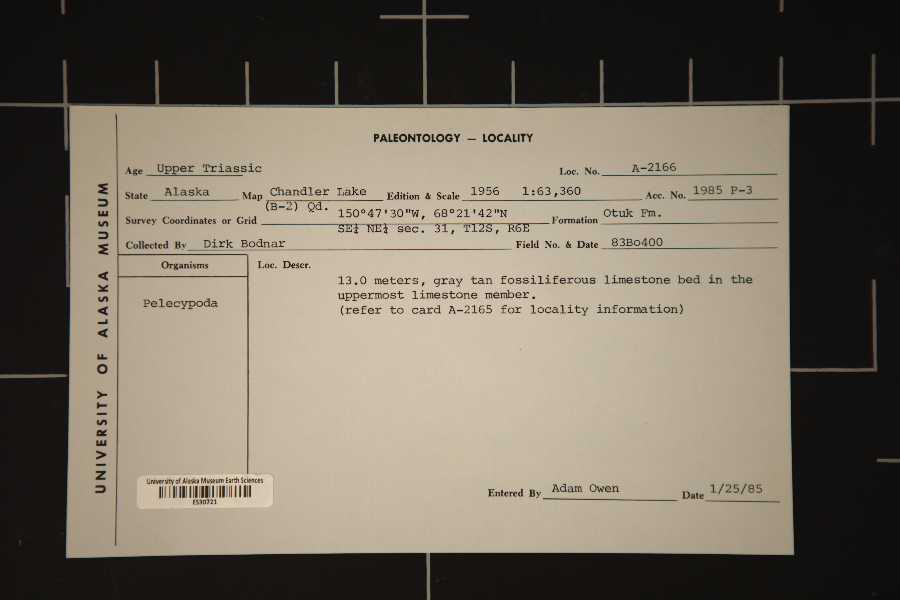 PALEONTOLOGY — LOCALITY
Age Upper Triassic Loc. No. A-2166
State Alaska Map Chandler Lake Edition & Scale 1956 1:63,360 Acc. No. 1985 P-3
(B-2) Qd.
Survey Coordinates or Grid 150°47'30"W, 68°21'42"N Formation Otuk Fm.
SE¼ NE¼ sec. 31, T12S, R6E
Collected By Dirk Bodnar Field No. & Date 83Bo400
Organisms Loc. Descr.
13.0 meters, gray tan fossiliferous limestone bed in the
uppermost limestone member.
(refer to card A-2165 for locality information)
Pelecypoda
UNIVERSITY OF ALASKA MUSEUM
University of Alaska Museum Earth Sciences
ES30721
Entered By Adam Owen Date 1/25/85